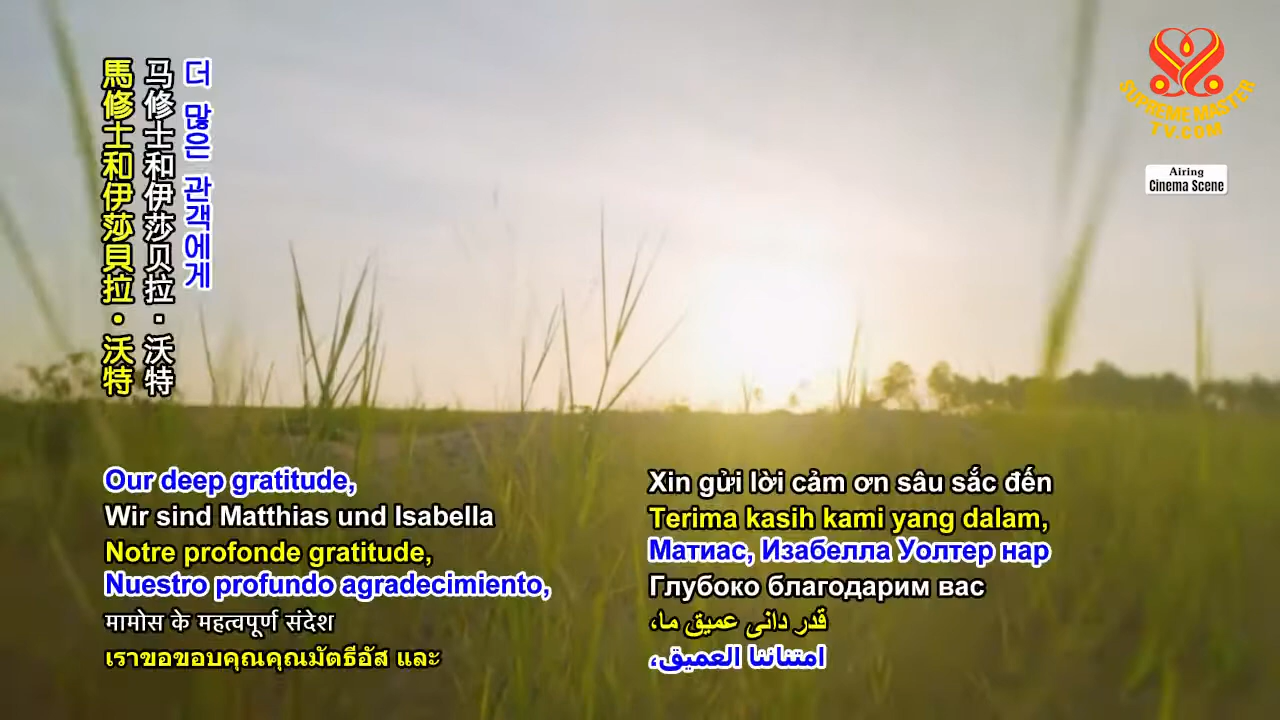 馬修士和伊莎貝拉・沃特
马修士和伊莎贝拉・沃特
더 많은 관객에게
SUPREME MASTER
TV.COM
Airing
Cinema Scene
Our deep gratitude,
Wir sind Matthias und Isabella
Notre profonde gratitude,
Nuestro profundo agradecimiento,
मामोस के महत्वपूर्ण संदेश
เราขอขอบคุณคุณมัตธีอัส และ
Xin gửi lời cảm ơn sâu sắc đến
Terima kasih kami yang dalam,
Матиас, Изабелла Уолтер нар
Глубоко благодарим вас
قدر دانی عمیق ما،
امتناننا العميق،